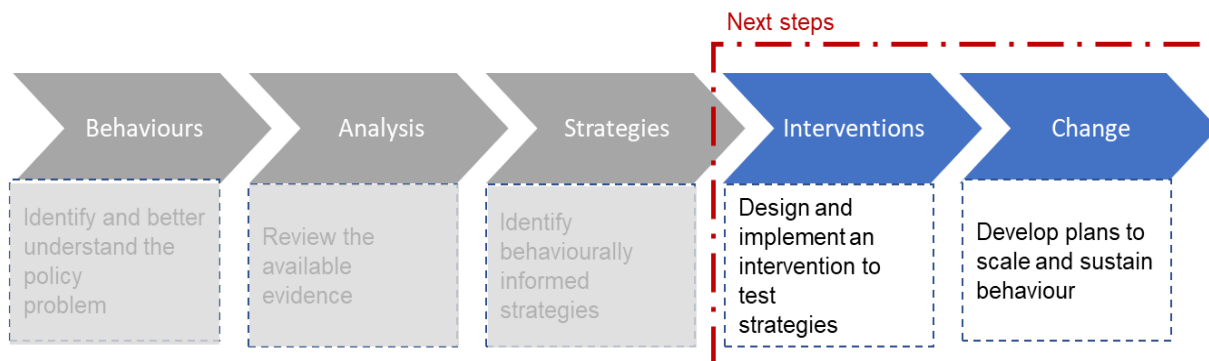 Next steps
Behaviours
Analysis
Strategies
Interventions
Change
Identify and better
understand the
policy
problem
Review the
available
evidence
Identify
behaviourally
informed
strategies
Design and
implement an
intervention to
test
strategies
Develop plans to
scale and sustain
behaviour